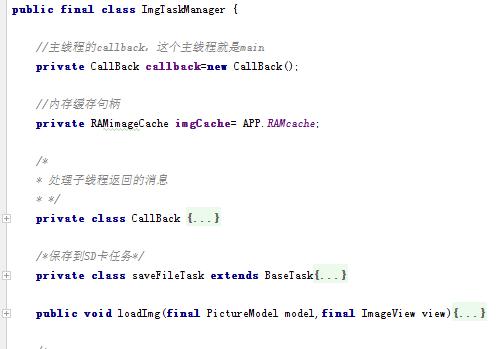 public final class ImgTaskManager {
//主线程的callback，这个主线程就是main
private CallBack callback=new CallBack();
//内存缓存句柄
private RAMimageCache imgCache= APP.RAMcache;
/*
* 处理子线程返回的消息
* */
private class CallBack {...}
/*保存到SD卡任务*/
private class saveFileTask extends BaseTask{...}
public void loadImg(final PictureModel model,final ImageView view){...}